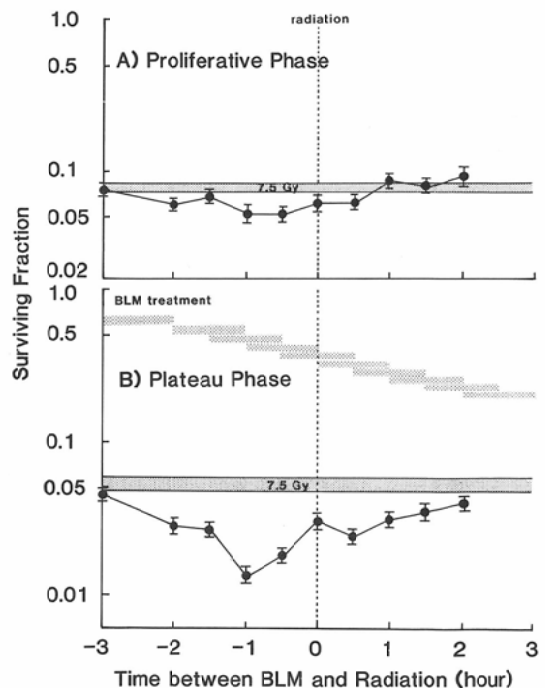 radiation
1.0
0.5
A) Proliferative Phase
0.1
7.5 Gy
0.05
0.02
Surviving Fraction
1.0
BLM treatment
0.5
B) Plateau Phase
0.1
0.05
7.5 Gy
0.01
-3 -2 -1 0 1 2 3
Time between BLM and Radiation (hour)